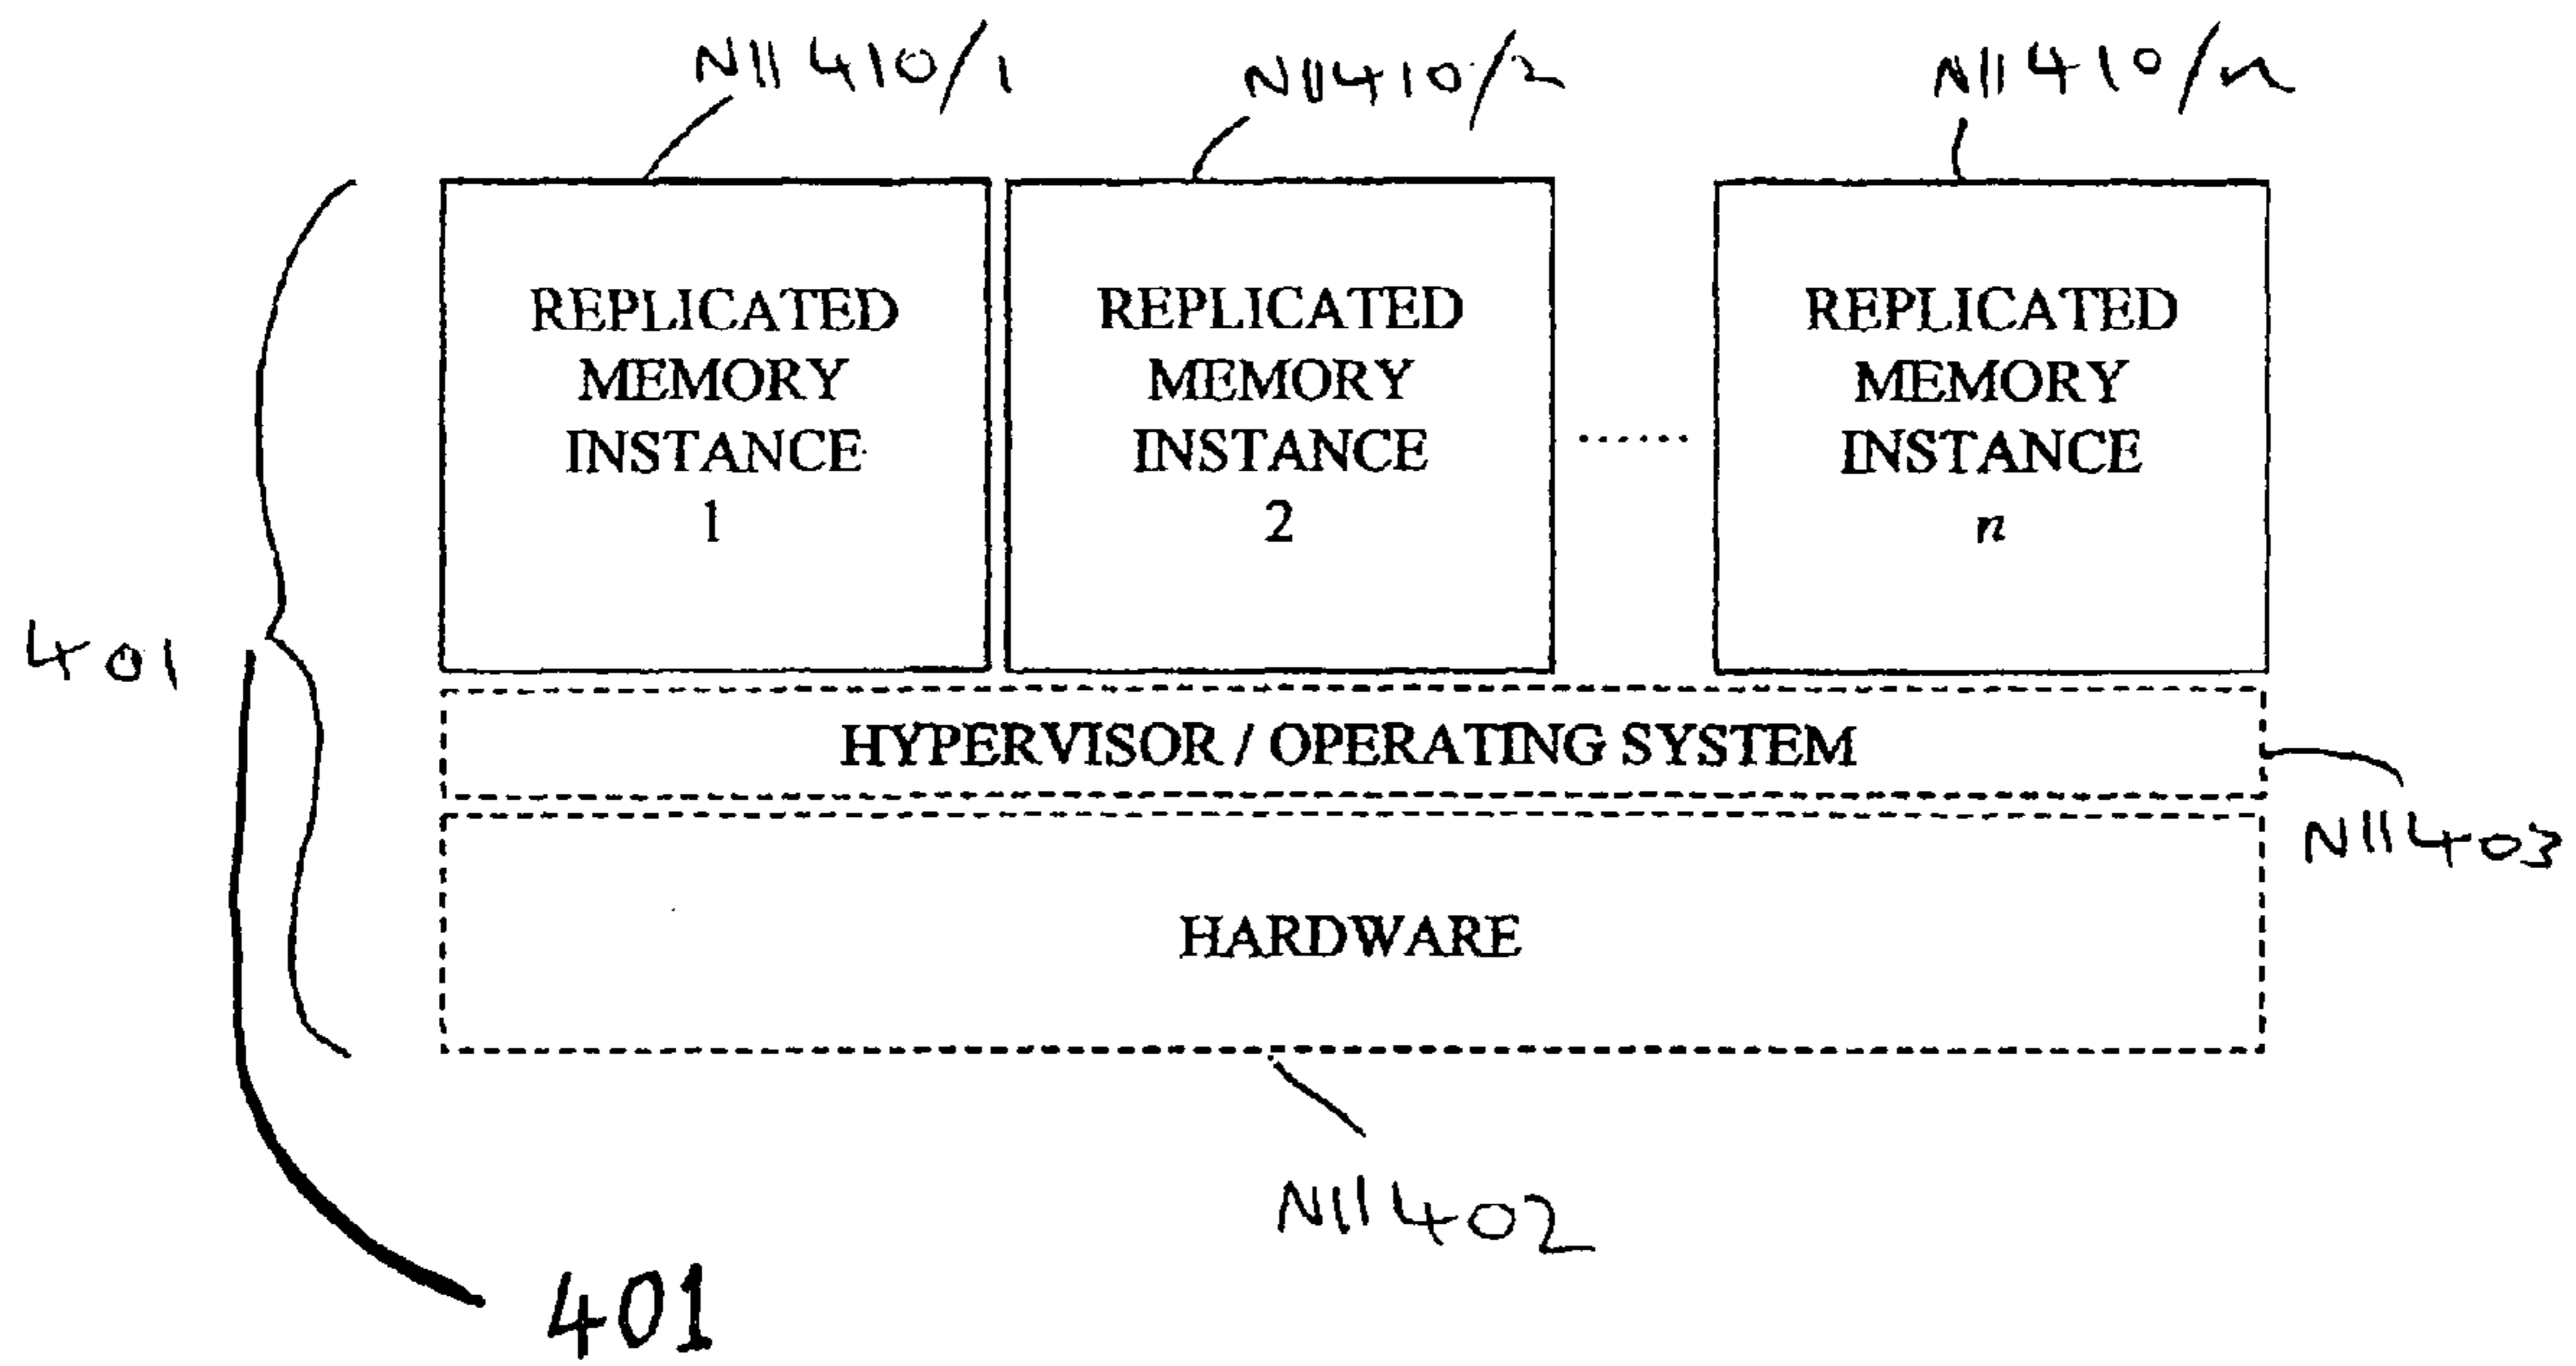 N11410/1
N11410/2
N11410/n
REPLICATED
MEMORY
INSTANCE
1
REPLICATED
MEMORY
INSTANCE
2
......
REPLICATED
MEMORY
INSTANCE
n
401
HYPERVISOR / OPERATING SYSTEM
N11403
HARDWARE
N11402
401